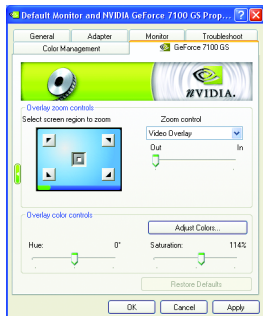 Default Monitor and NVIDIA GeForce 7100 GS Prop...
General Adapter Monitor Troubleshoot
Color Management GeForce 7100 GS
NVIDIA.
Overlay zoom controls
Select screen region to zoom
Zoom control
Video Overlay
Out In
Overlay color controls
Adjust Colors...
Hue: 0° Saturation: 114%
Restore Defaults
OK Cancel Apply